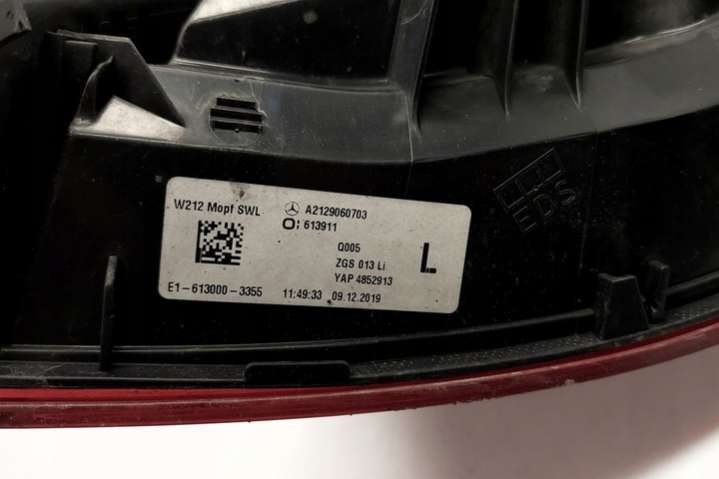 W212 Mopf SWL
A2129060703
613911
Q005
ZGS 013 Li
YAP 4852913
L
E1-613000-3355
11:49:33 09.12.2019
EDS